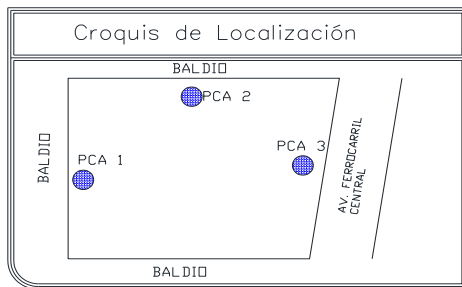 Croquis de Localización
BALDIO
PCA 2
BALDIO
PCA 1
PCA 3
AV. FERROCARRIL
CENTRAL
BALDIO